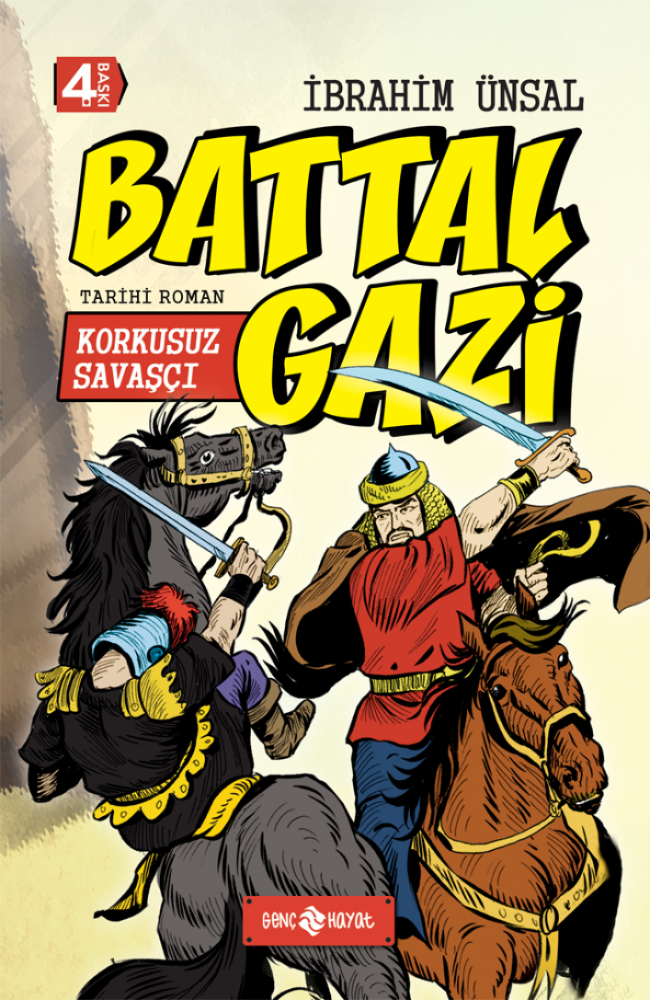 4.
BASKI
İBRAHİM ÜNSAL
BATTAL
TARİHİ ROMAN
GAZİ
KORKUSUZ
SAVAŞÇI
GENÇ HAYAT